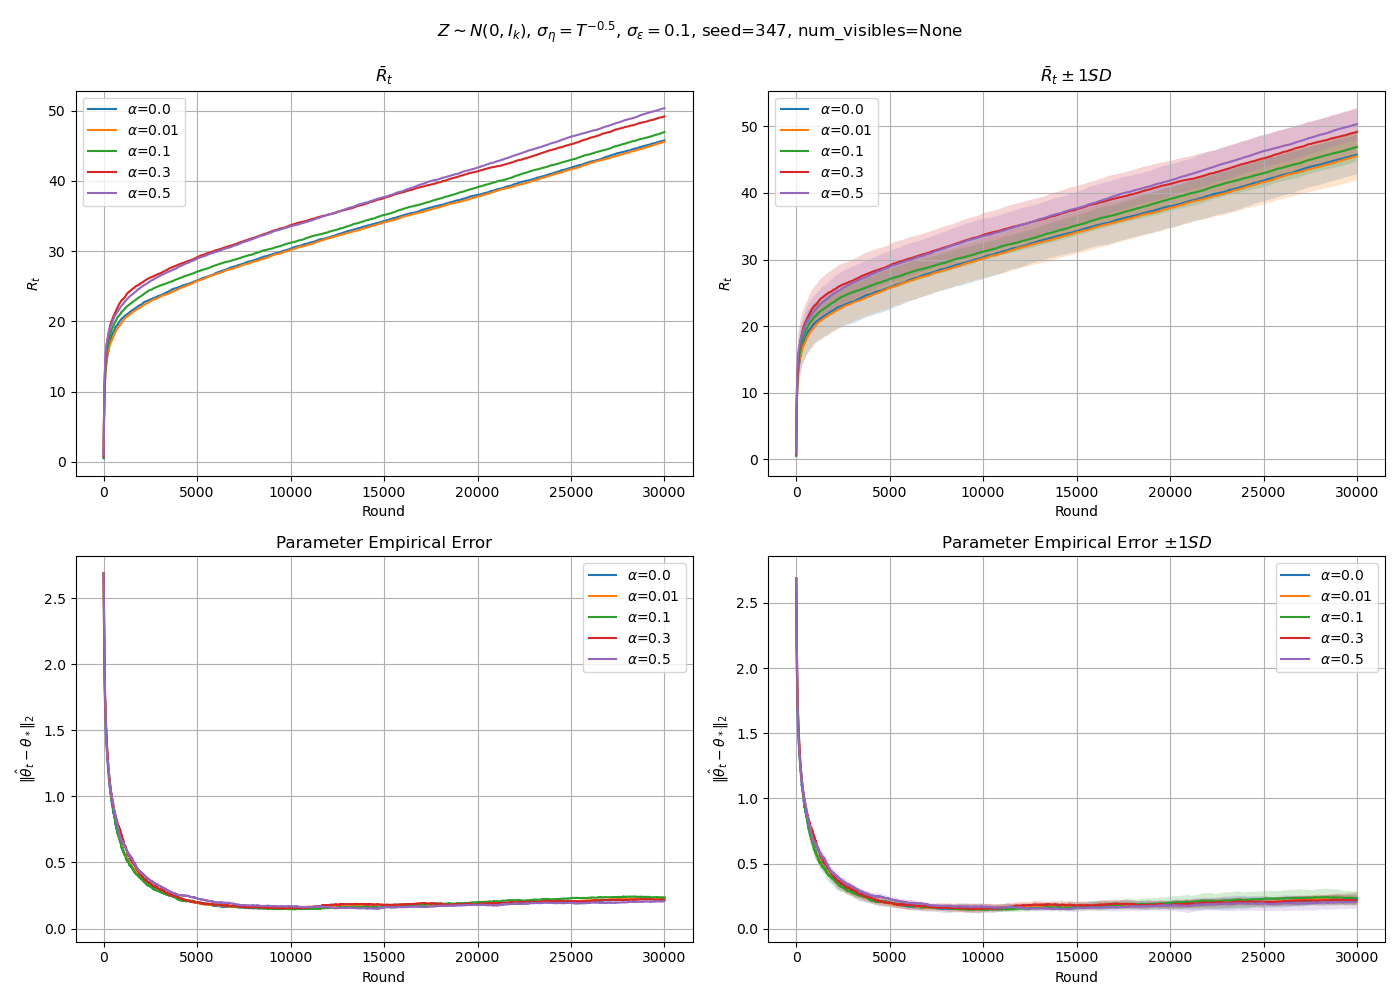 Z ∼ N(0, I_k), σ_η = T^{−0.5}, σ_ε = 0.1, seed=347, num_visibles=None
R̄_t
R_t
50
40
30
20
10
0
α=0.0
α=0.01
α=0.1
α=0.3
α=0.5
0 5000 10000 15000 20000 25000 30000
Round
R̄_t ± 1SD
R_t
50
40
30
20
10
0
α=0.0
α=0.01
α=0.1
α=0.3
α=0.5
0 5000 10000 15000 20000 25000 30000
Round
Parameter Empirical Error
‖θ̂_t − θ_*‖_2
2.5
2.0
1.5
1.0
0.5
0.0
α=0.0
α=0.01
α=0.1
α=0.3
α=0.5
0 5000 10000 15000 20000 25000 30000
Round
Parameter Empirical Error ±1SD
‖θ̂_t − θ_*‖_2
2.5
2.0
1.5
1.0
0.5
0.0
α=0.0
α=0.01
α=0.1
α=0.3
α=0.5
0 5000 10000 15000 20000 25000 30000
Round